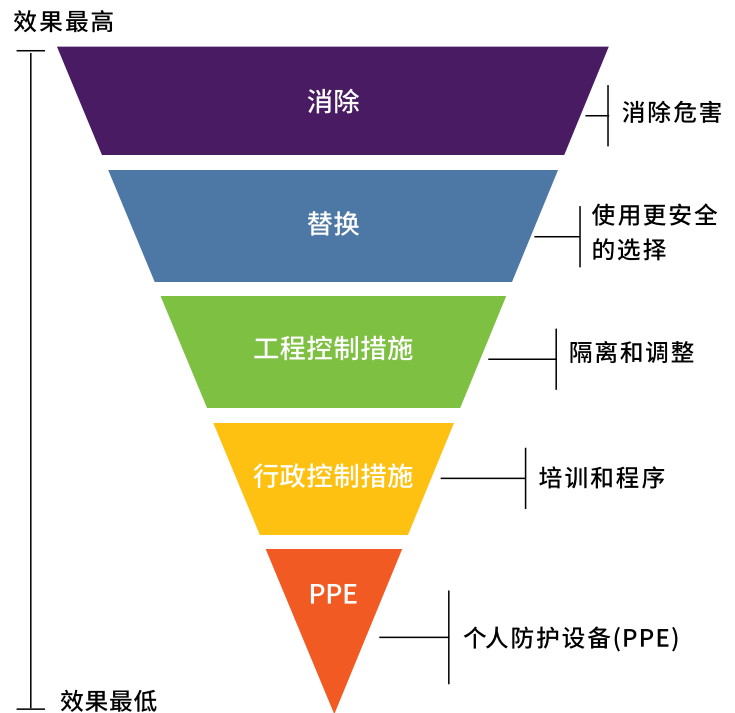 效果最高
消除
消除危害
替换
使用更安全
的选择
工程控制措施
隔离和调整
行政控制措施
培训和程序
PPE
个人防护设备(PPE)
效果最低